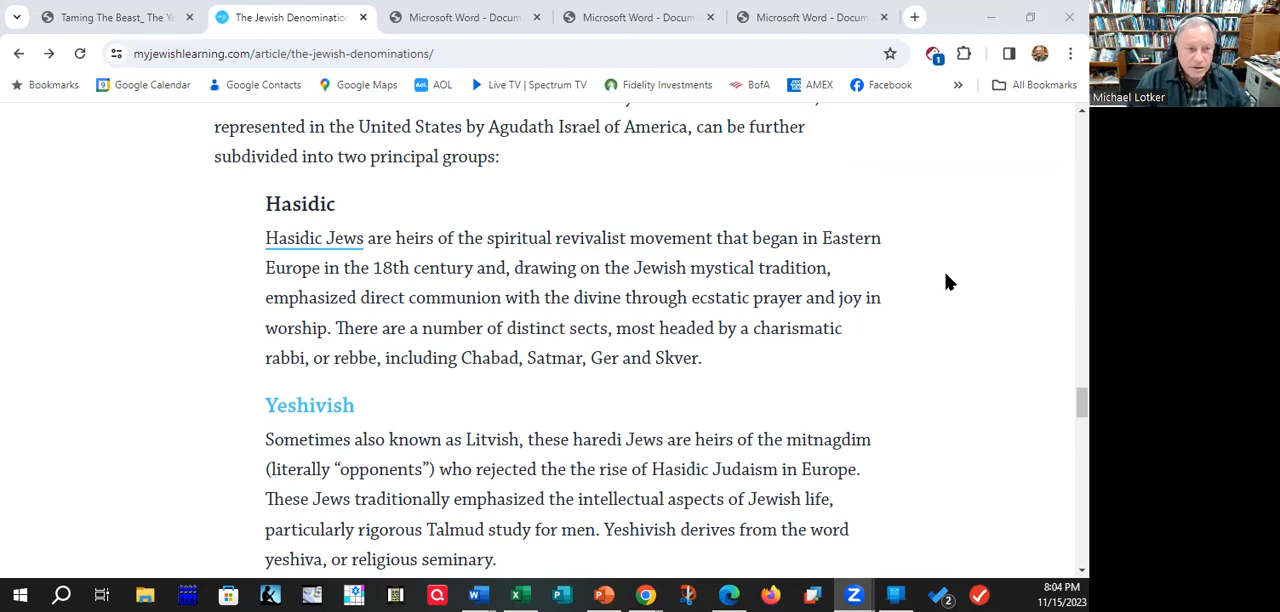 Taming The Beast_ The Y
The Jewish Denomination
Microsoft Word - Docum
Microsoft Word - Docum
Microsoft Word - Docum
myjewishlearning.com/article/the-jewish-denominations/
1
Bookmarks
Google Calendar
Google Contacts
Google Maps
AOL
Live TV | Spectrum TV
Fidelity Investments
BofA
AMEX
Facebook
»
All Bookmarks
Michael Lotker
represented in the United States by Agudath Israel of America, can be further
subdivided into two principal groups:
Hasidic
Hasidic Jews are heirs of the spiritual revivalist movement that began in Eastern
Europe in the 18th century and, drawing on the Jewish mystical tradition,
emphasized direct communion with the divine through ecstatic prayer and joy in
worship. There are a number of distinct sects, most headed by a charismatic
rabbi, or rebbe, including Chabad, Satmar, Ger and Skver.
Yeshivish
Sometimes also known as Litvish, these haredi Jews are heirs of the mitnagdim
(literally “opponents”) who rejected the the rise of Hasidic Judaism in Europe.
These Jews traditionally emphasized the intellectual aspects of Jewish life,
particularly rigorous Talmud study for men. Yeshivish derives from the word
yeshiva, or religious seminary.
2
8:04 PM
11/15/2023